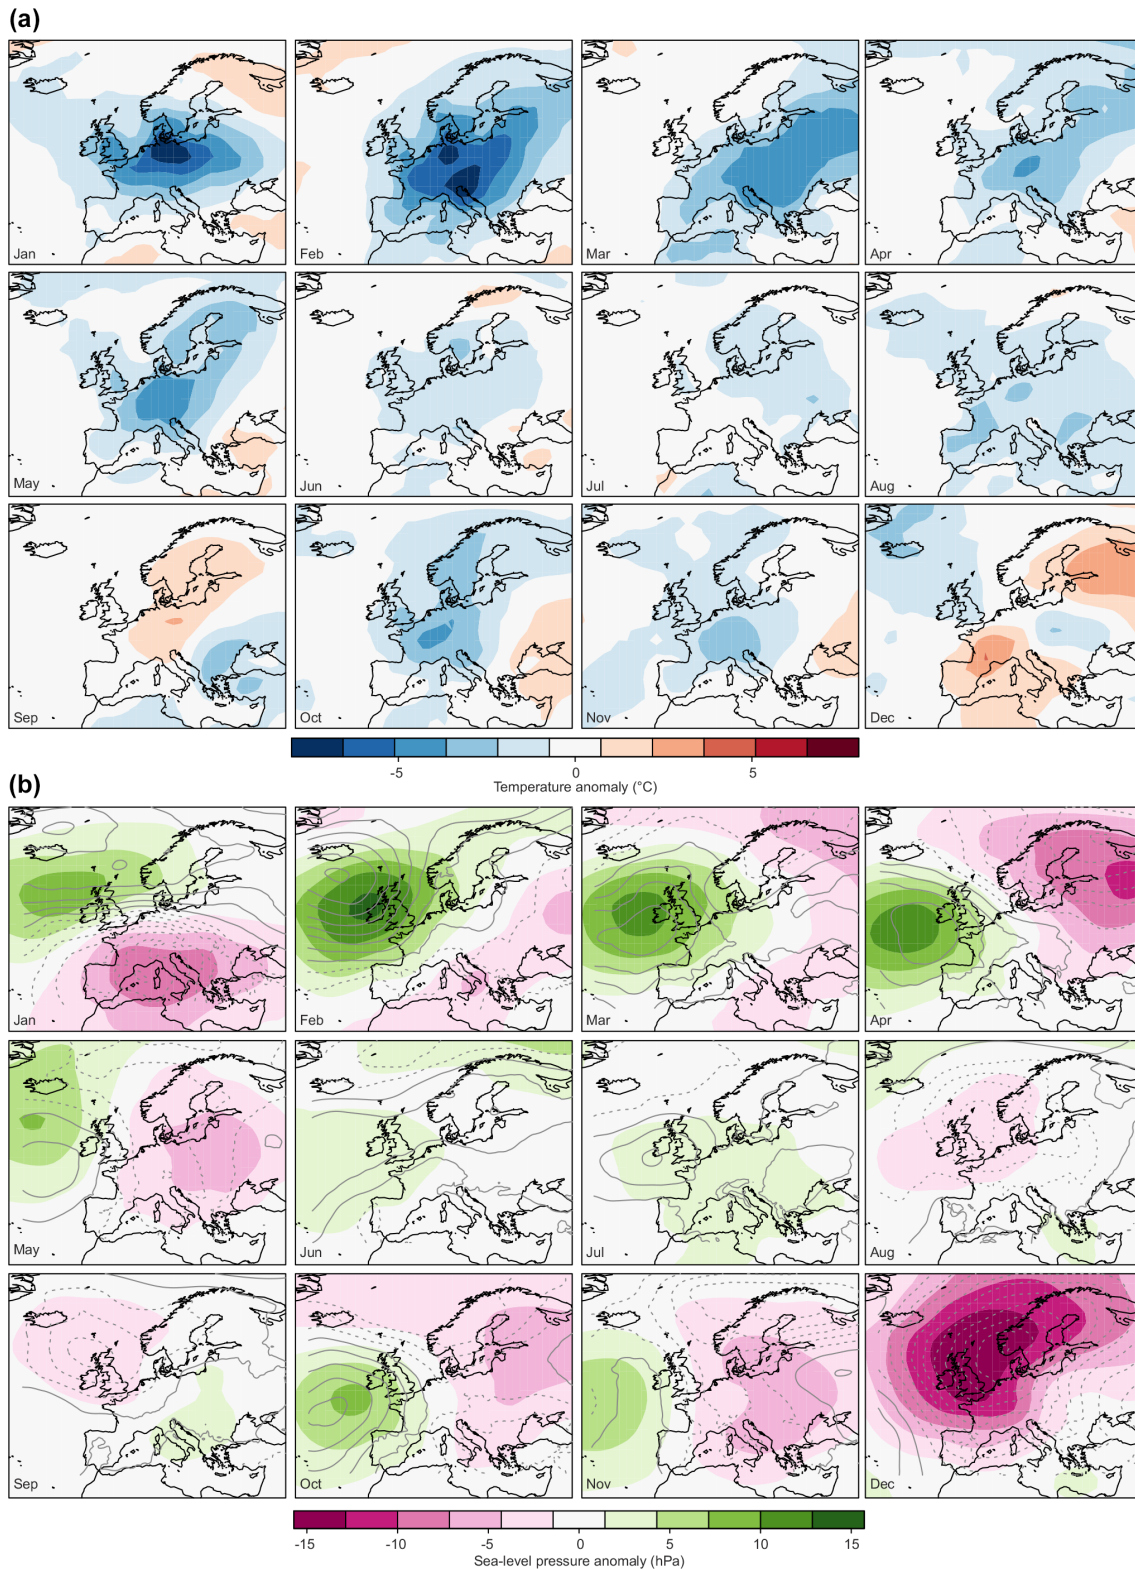 (a)
Jan Feb Mar Apr
May Jun Jul Aug
Sep Oct Nov Dec
-5 0 5
Temperature anomaly (°C)
(b)
Jan Feb Mar Apr
May Jun Jul Aug
Sep Oct Nov Dec
-15 -10 -5 0 5 10 15
Sea-level pressure anomaly (hPa)